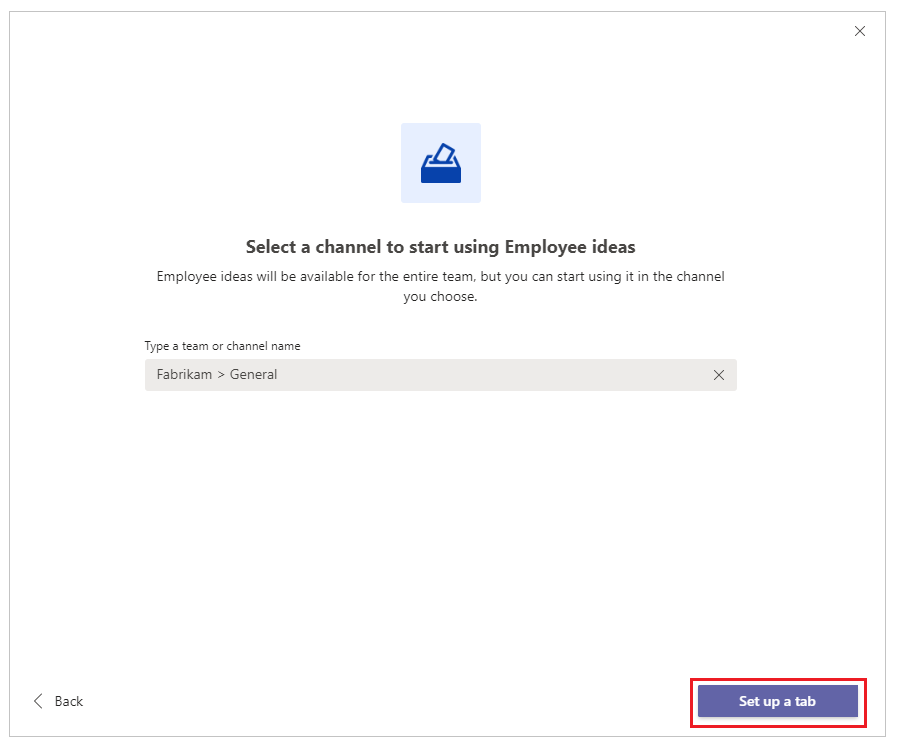 Select a channel to start using Employee ideas
Employee ideas will be available for the entire team, but you can start using it in the channel
you choose.
Type a team or channel name
Fabrikam > General
Back
Set up a tab